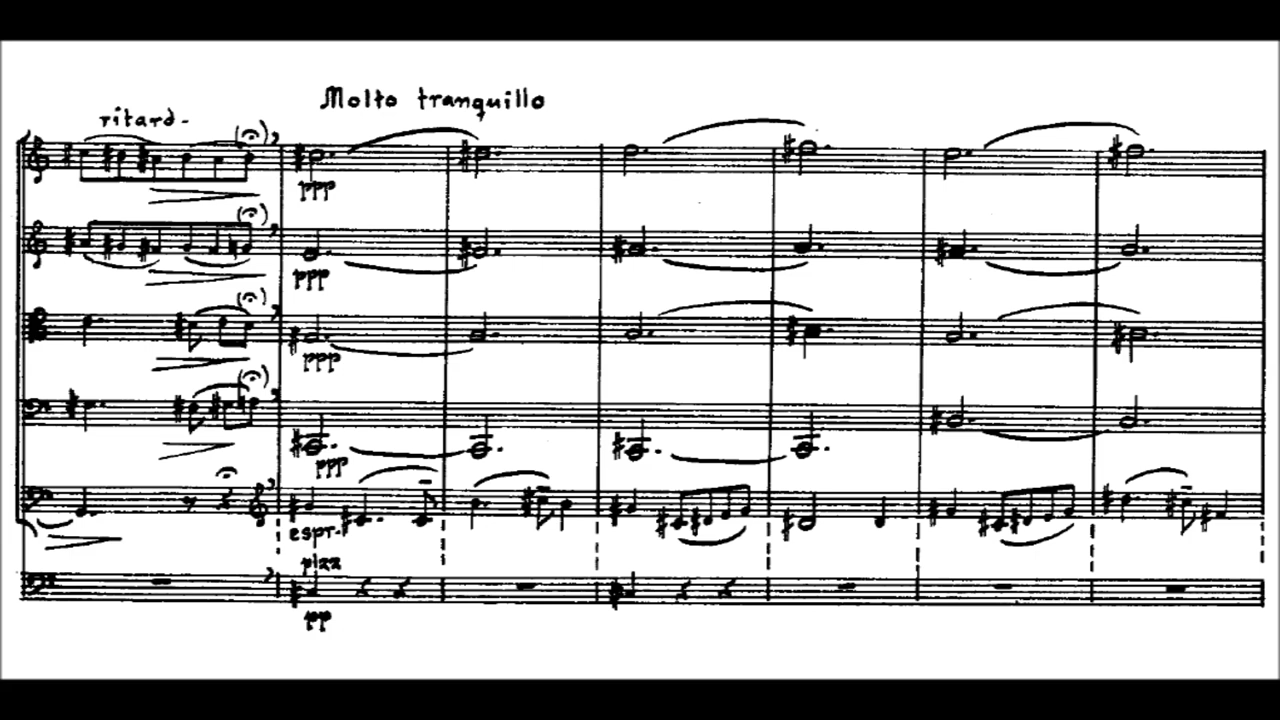 Molto tranquillo
ritard-
ppp
ppp
ppp
ppp
espr.
pizz
pp